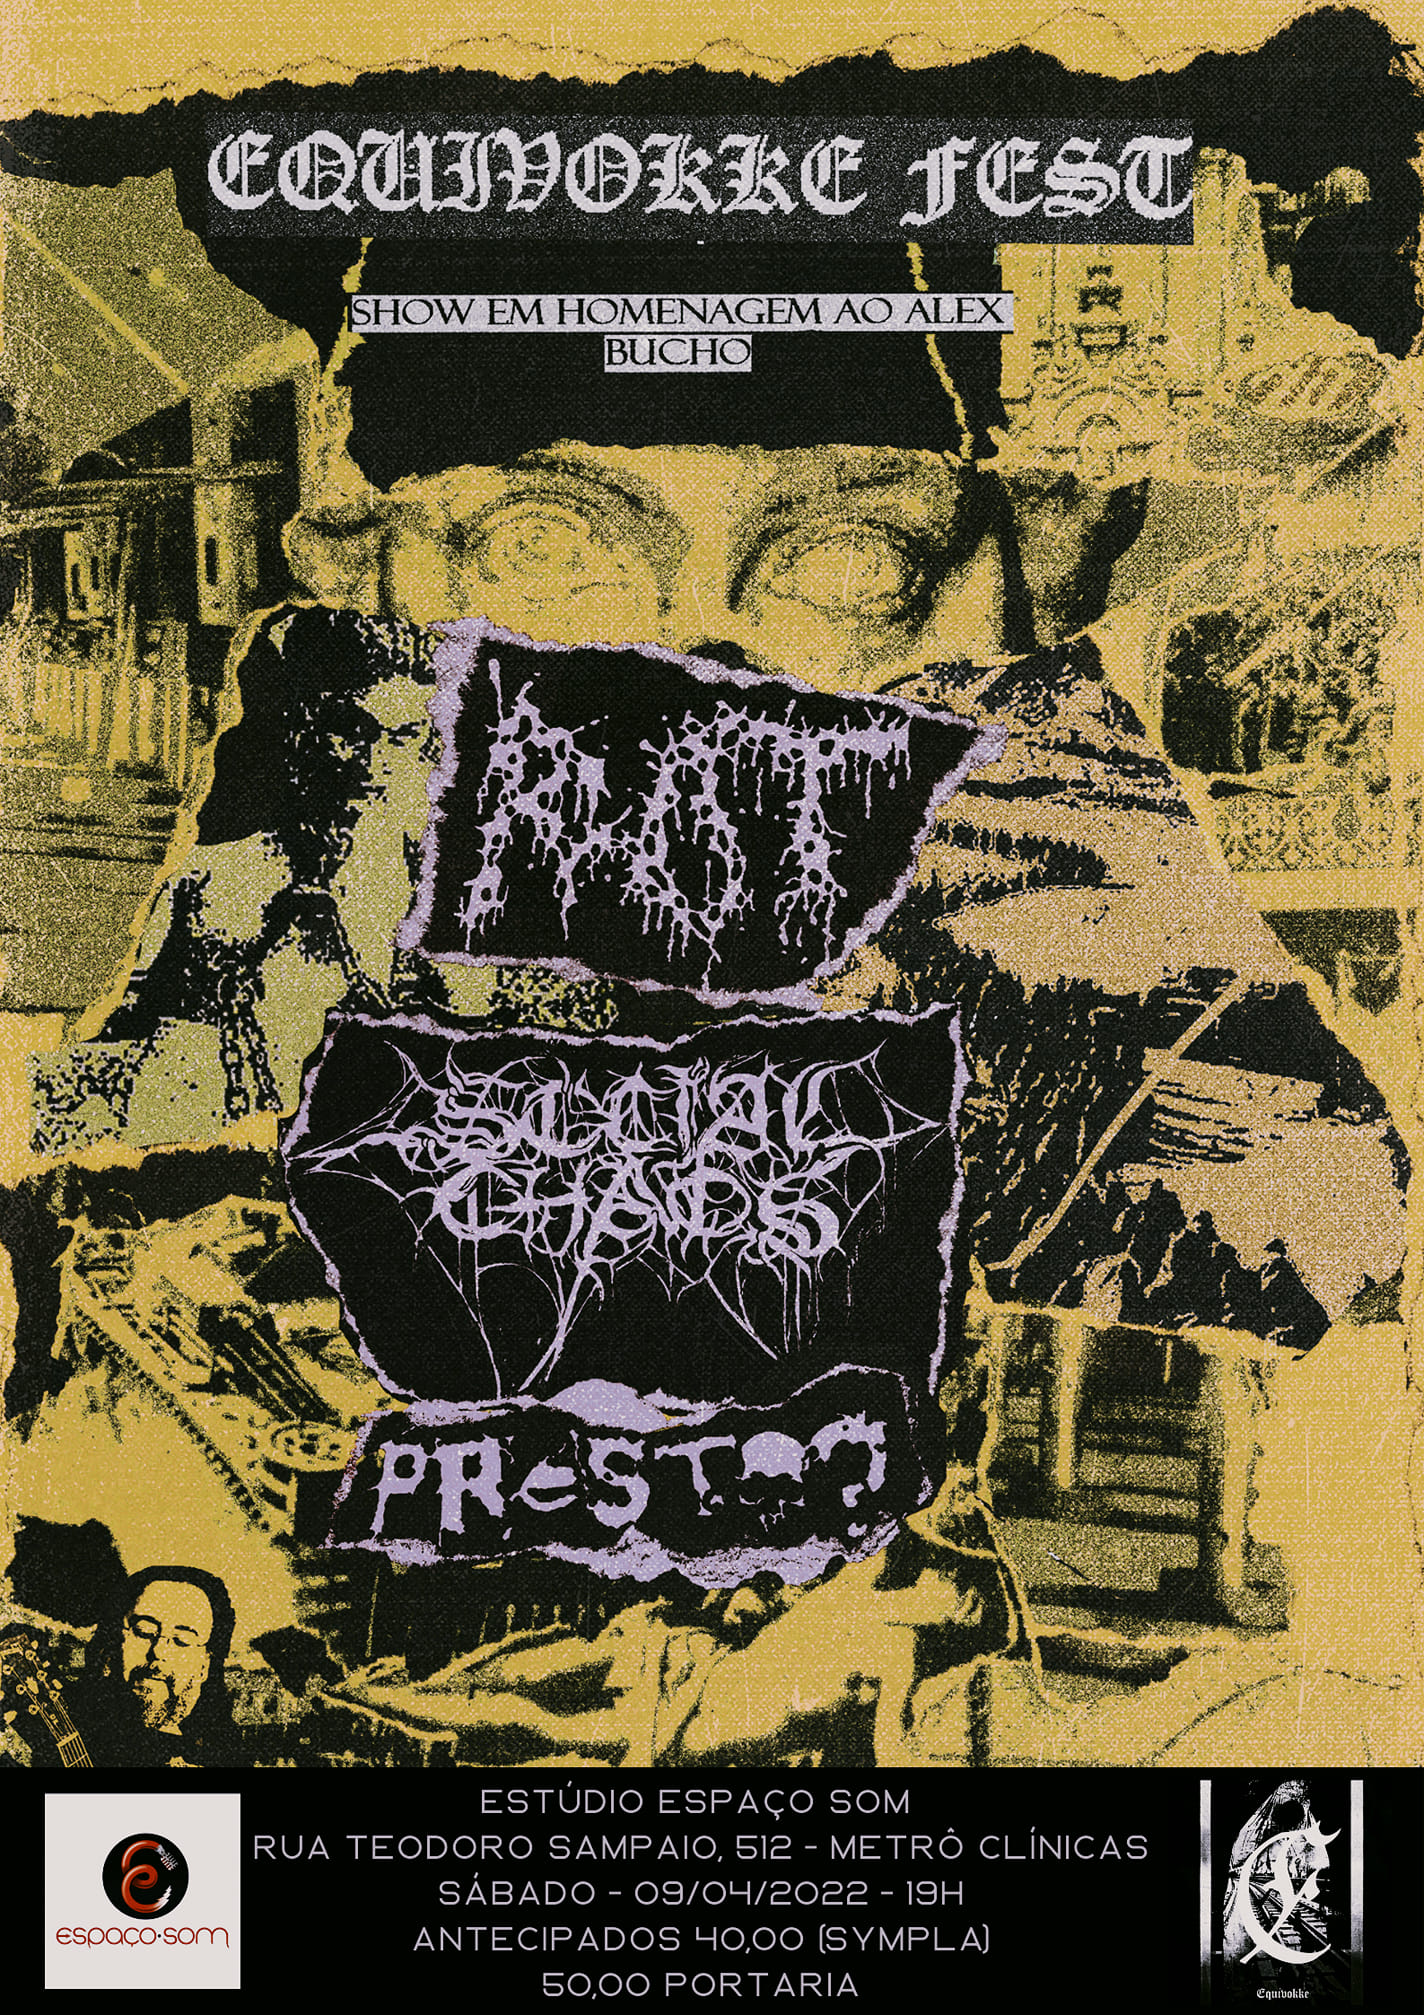 EQUIVOKKE FEST
SHOW EM HOMENAGEM AO ALEX
BUCHO
ROT
SOCIAL
CHAOS
PRESTO?
ESTÚDIO ESPAÇO SOM
RUA TEODORO SAMPAIO, 512 - METRÔ CLÍNICAS
SÁBADO - 09/04/2022 - 19H
ANTECIPADOS 40,00 (SYMPLA)
50,00 PORTARIA
ESPAÇO·SOM
Equivokke